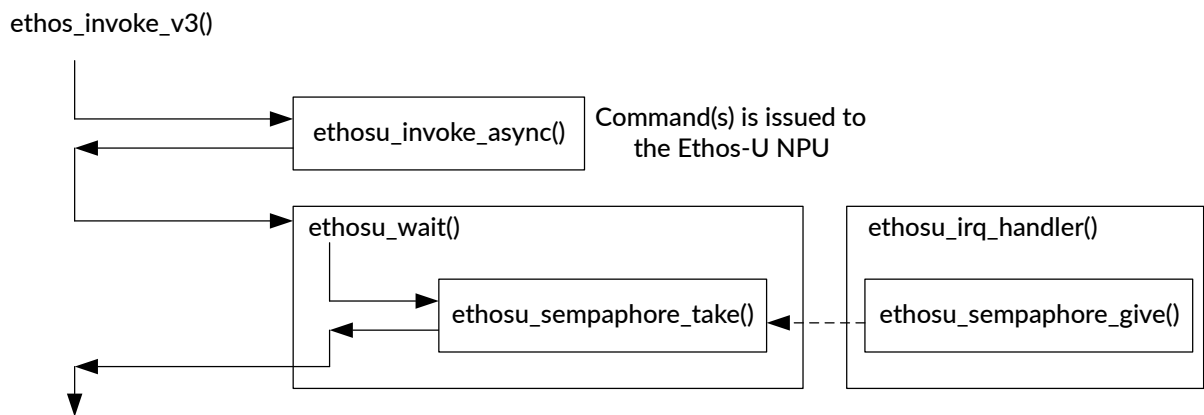 ethos_invoke_v3()
ethosu_invoke_async()
Command(s) is issued to
the Ethos-U NPU
ethosu_wait()
ethosu_irq_handler()
ethosu_sempaphore_take()
ethosu_sempaphore_give()